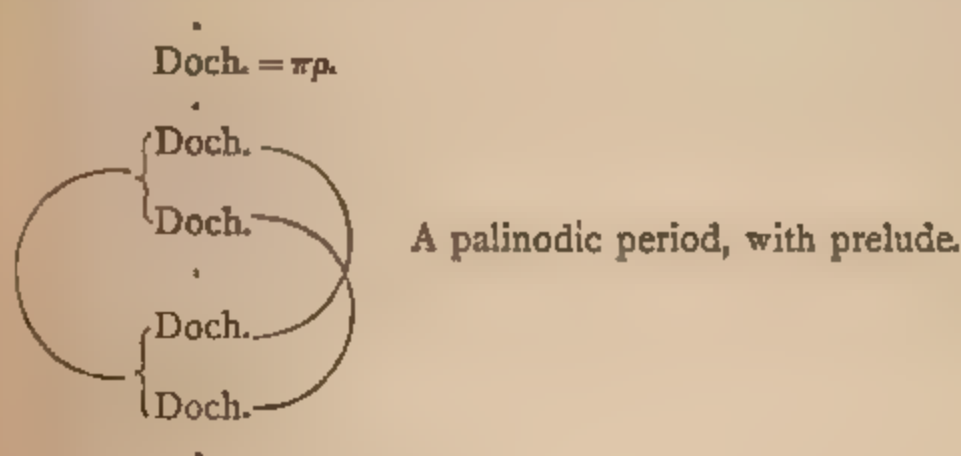 Doch. = πρ.
Doch.
Doch.
A palinodic period, with prelude.
Doch.
Doch.